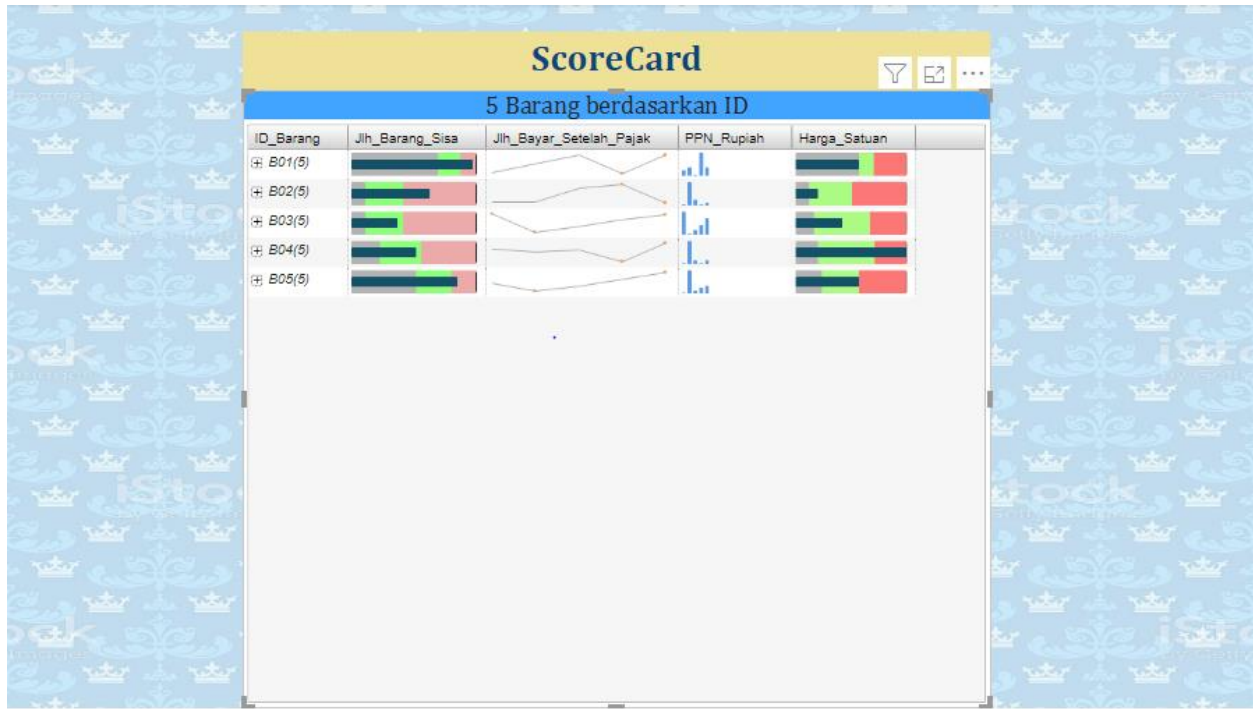 ScoreCard
5 Barang berdasarkan ID
ID_Barang Jlh_Barang_Sisa Jlh_Bayar_Setelah_Pajak PPN_Rupiah Harga_Satuan
B01(5)
B02(5)
B03(5)
B04(5)
B05(5)
iStock